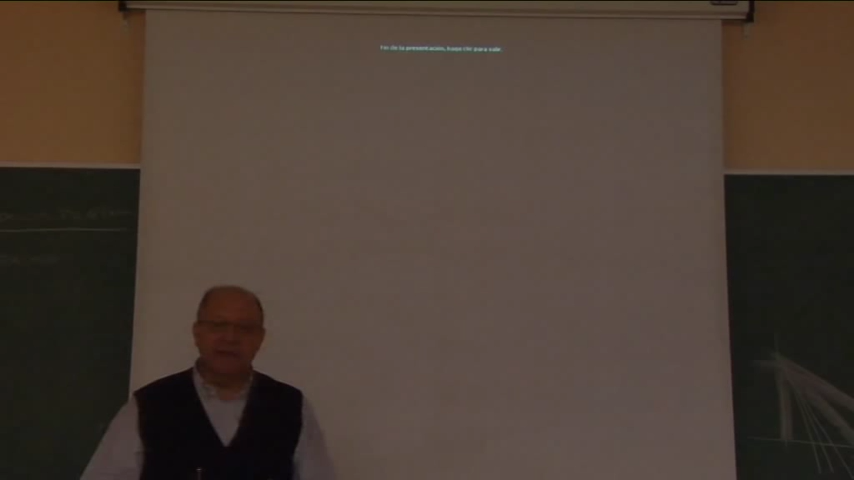 Fin de la presentación, haga clic para salir.